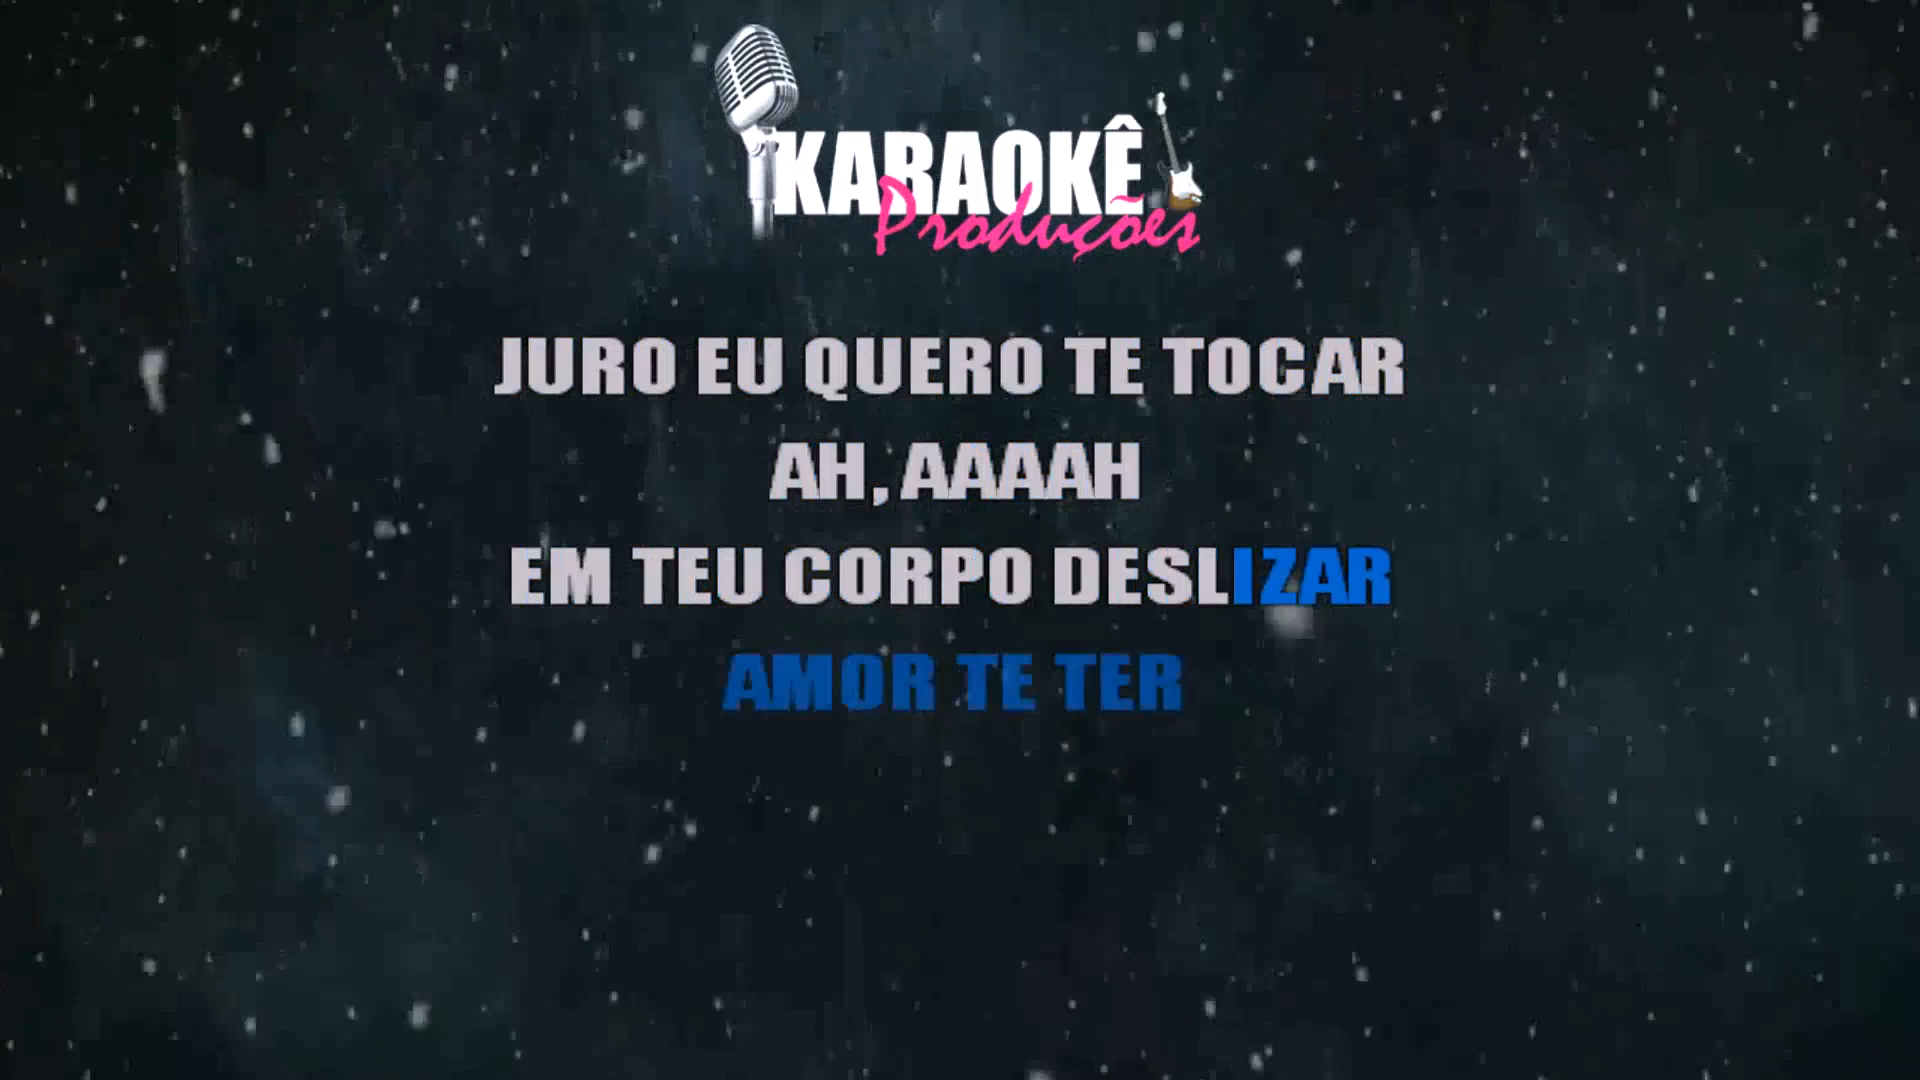 KARAOKÊ
Produções
JURO EU QUERO TE TOCAR
AH, AAAAH
EM TEU CORPO DESLIZAR
AMOR TE TER